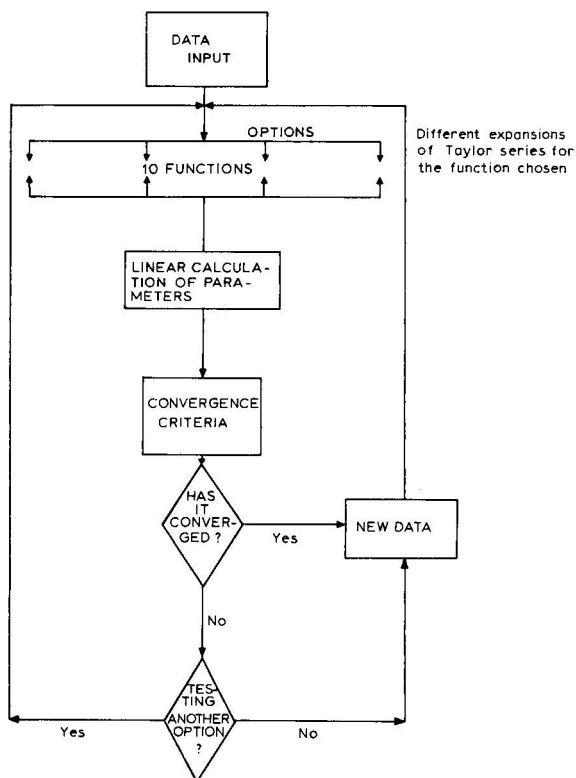 DATA
INPUT
OPTIONS
10 FUNCTIONS
Different expansions
of Taylor series for
the function chosen
LINEAR CALCULA-
TION OF PARA-
METERS
CONVERGENCE
CRITERIA
HAS
IT
CONVER-
GED ?
Yes
NEW DATA
No
TES-
TING
ANOTHER
OPTION
?
Yes
No